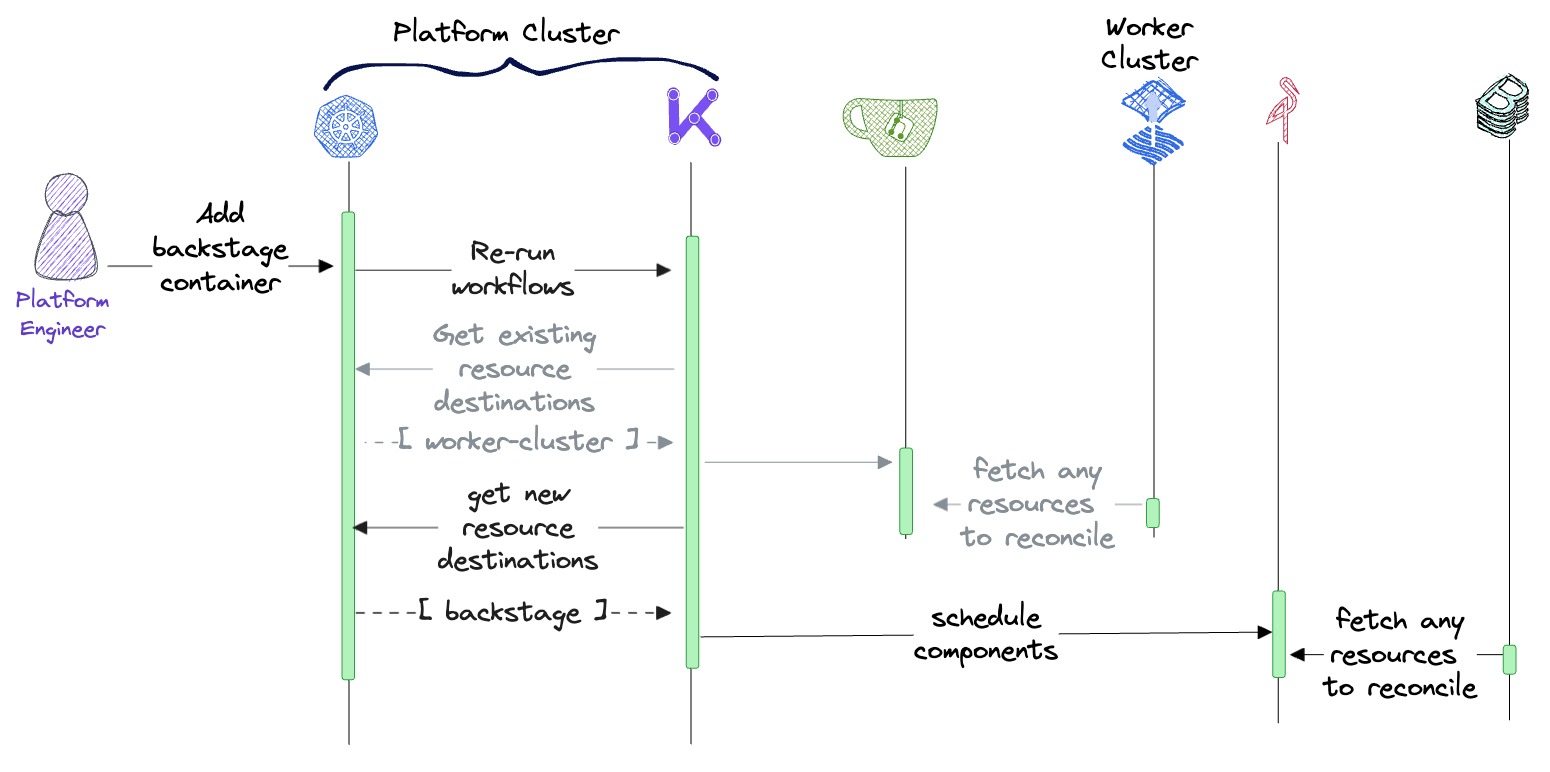 Platform Cluster
Worker
Cluster
Add
backstage
container
Platform
Engineer
Re-run
workflows
Get existing
resource
destinations
[ worker-cluster ]
fetch any
resources
to reconcile
get new
resource
destinations
[ backstage ]
schedule
components
fetch any
resources
to reconcile